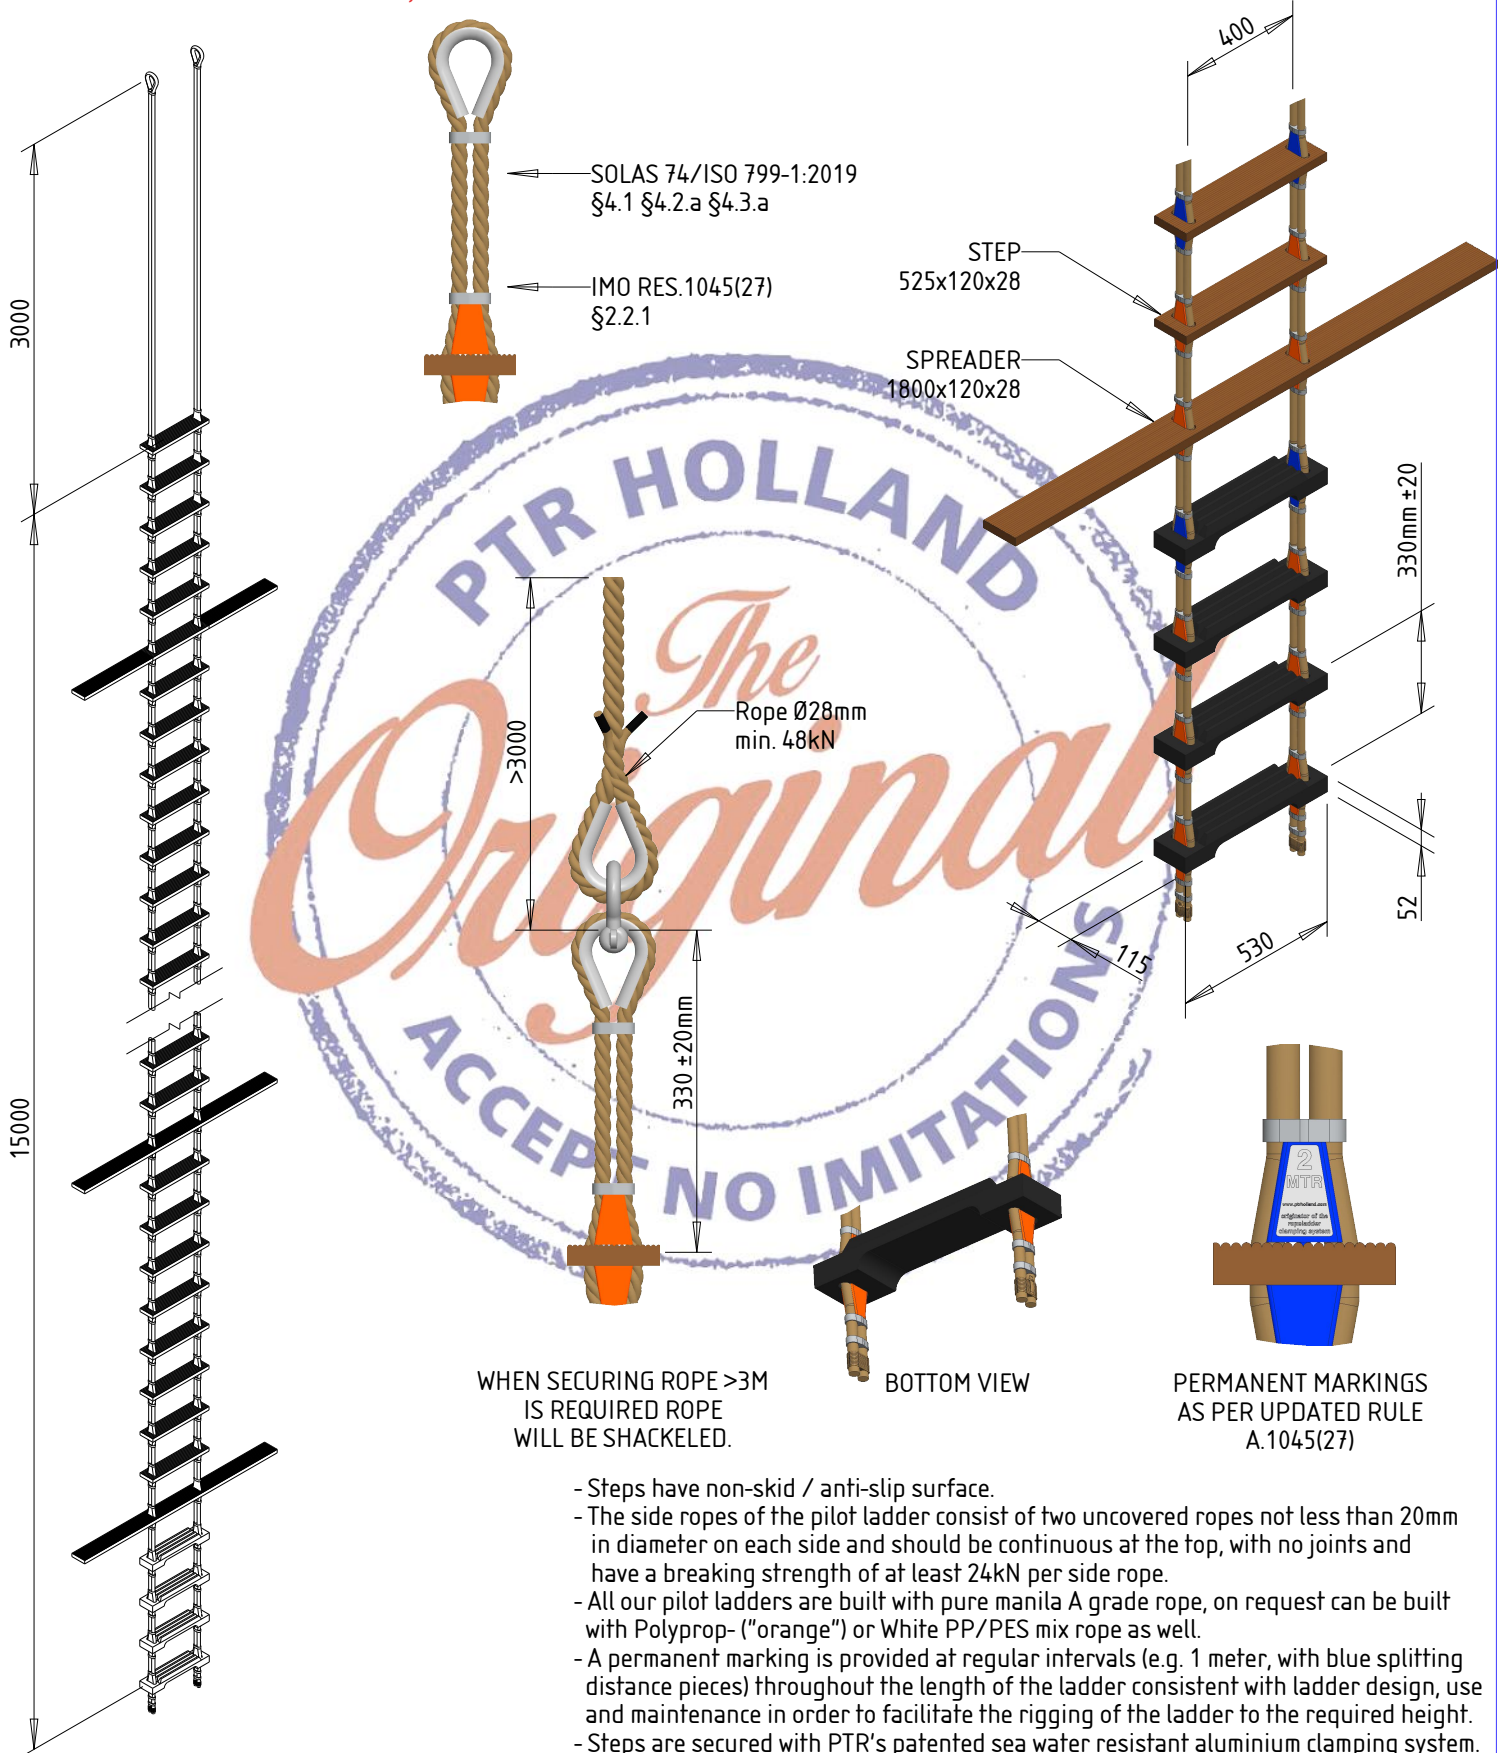 400
SOLAS 74/ISO 799-1:2019
§4.1 §4.2.a §4.3.a
STEP
525x120x28
IMO RES.1045(27)
§2.2.1
3000
SPREADER
1800x120x28
330mm ±20
PTR HOLLAND
The
Original
ACCEPT NO IMITATIONS
>3000
Rope Ø28mm
min. 48kN
52
530
115
330 ±20mm
15000
2
MTR
www.ptrholland.com
originator of the
ropeladder
clamping system
WHEN SECURING ROPE >3M
IS REQUIRED ROPE
WILL BE SHACKELED.
BOTTOM VIEW
PERMANENT MARKINGS
AS PER UPDATED RULE
A.1045(27)
- Steps have non-skid / anti-slip surface.
- The side ropes of the pilot ladder consist of two uncovered ropes not less than 20mm
in diameter on each side and should be continuous at the top, with no joints and
have a breaking strength of at least 24kN per side rope.
- All our pilot ladders are built with pure manila A grade rope, on request can be built
with Polyprop- ("orange") or White PP/PES mix rope as well.
- A permanent marking is provided at regular intervals (e.g. 1 meter, with blue splitting
distance pieces) throughout the length of the ladder consistent with ladder design, use
and maintenance in order to facilitate the rigging of the ladder to the required height.
- Steps are secured with PTR's patented sea water resistant aluminium clamping system.